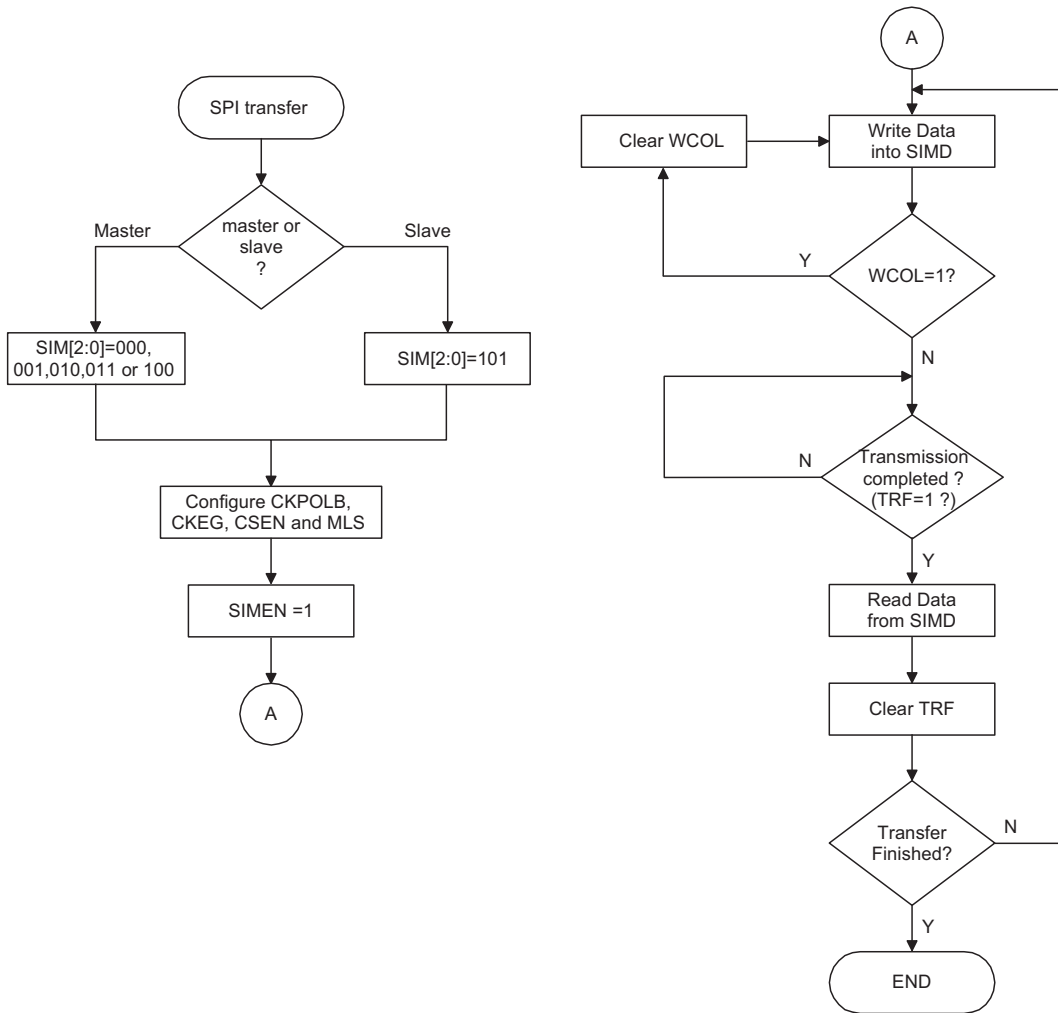 SPI transfer
master or
slave
?
Master
Slave
SIM[2:0]=000,
001,010,011 or 100
SIM[2:0]=101
Configure CKPOLB,
CKEG, CSEN and MLS
SIMEN =1
A
A
Write Data
into SIMD
Clear WCOL
WCOL=1?
Y
N
Transmission
completed ?
(TRF=1 ?)
N
Y
Read Data
from SIMD
Clear TRF
Transfer
Finished?
N
Y
END